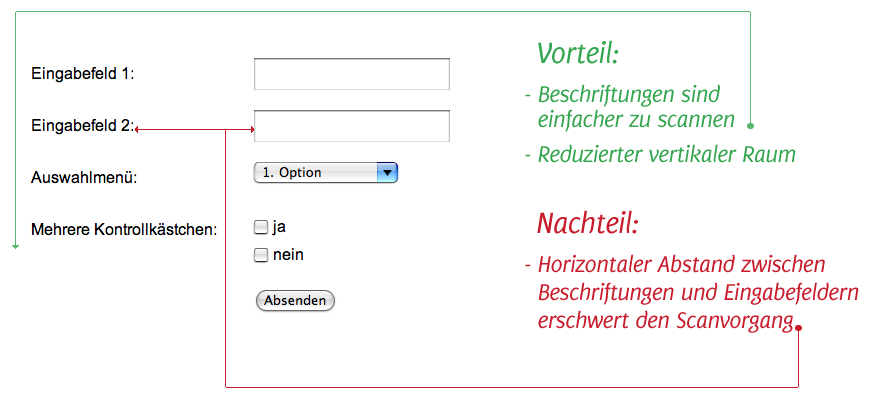 Eingabefeld 1:
Eingabefeld 2:
Auswahlmenü:
1. Option
Mehrere Kontrollkästchen:
ja
nein
Absenden
Vorteil:
- Beschriftungen sind
einfacher zu scannen
- Reduzierter vertikaler Raum
Nachteil:
- Horizontaler Abstand zwischen
Beschriftungen und Eingabefeldern
erschwert den Scanvorgang